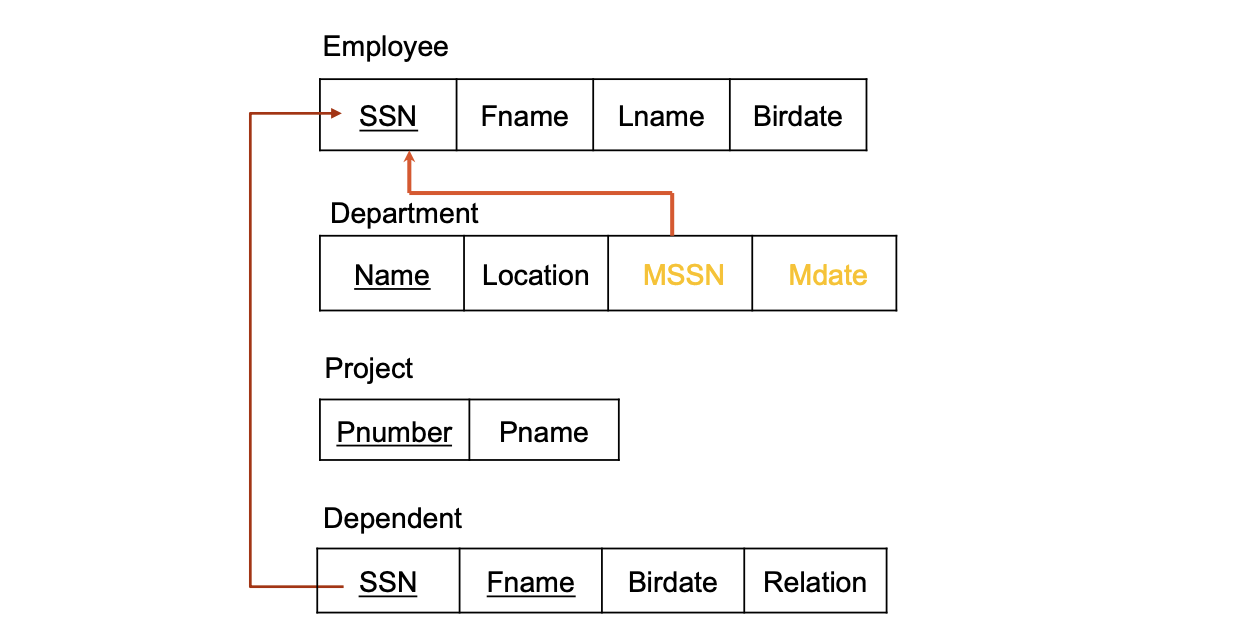 Employee
SSN Fname Lname Birdate
Department
Name Location MSSN Mdate
Project
Pnumber Pname
Dependent
SSN Fname Birdate Relation